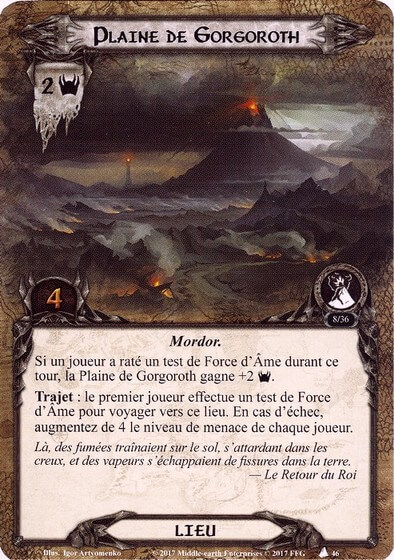 Plaine de Gorgoroth
2
4
8/36
Mordor.
Si un joueur a raté un test de Force d'Âme durant ce
tour, la Plaine de Gorgoroth gagne +2 .
Trajet : le premier joueur effectue un test de Force
d'Âme pour voyager vers ce lieu. En cas d'échec,
augmentez de 4 le niveau de menace de chaque joueur.
Là, des fumées traînaient sur le sol, s'attardant dans les
creux, et des vapeurs s'échappaient de fissures dans la terre.
— Le Retour du Roi
LIEU
Illus. Igor Artyomenko © 2017 Middle-earth Enterprises © 2017 FFG 46